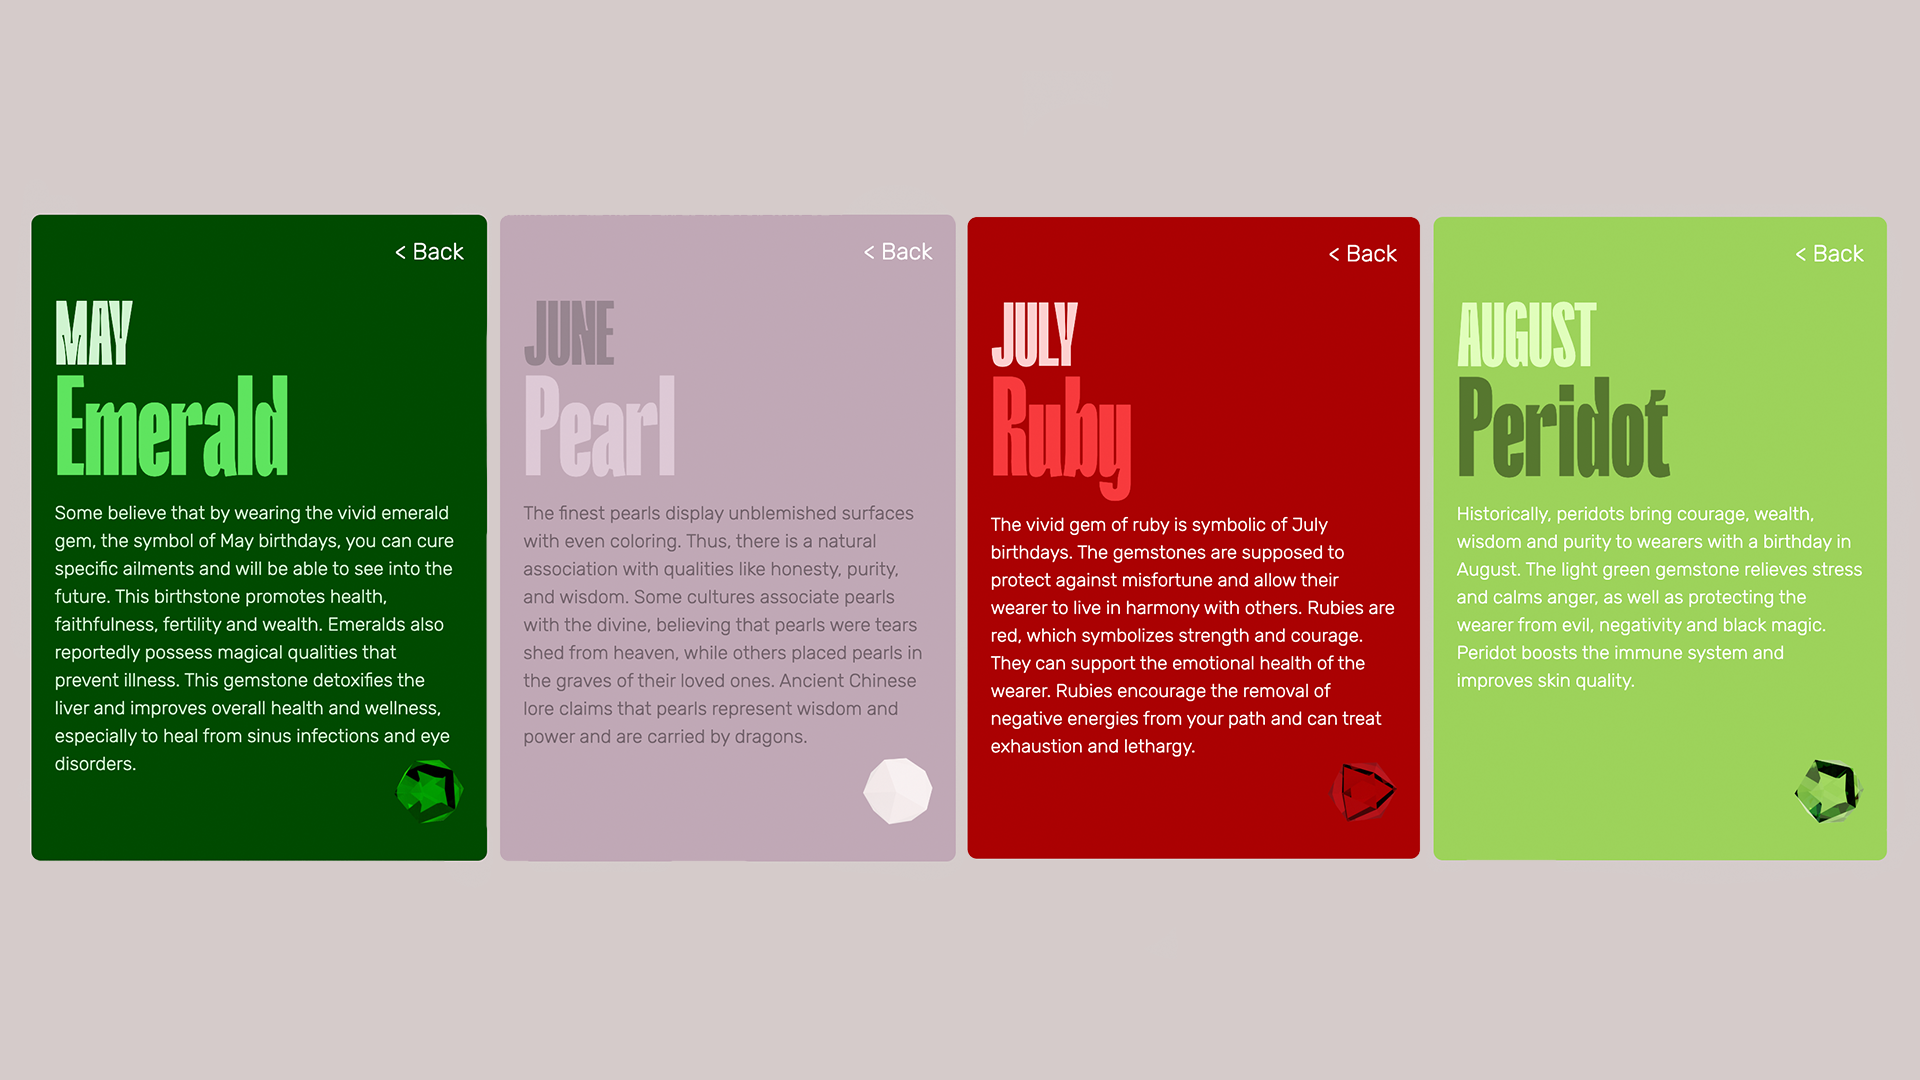 < Back
MAY
Emerald
Some believe that by wearing the vivid emerald
gem, the symbol of May birthdays, you can cure
specific ailments and will be able to see into the
future. This birthstone promotes health,
faithfulness, fertility and wealth. Emeralds also
reportedly possess magical qualities that
prevent illness. This gemstone detoxifies the
liver and improves overall health and wellness,
especially to heal from sinus infections and eye
disorders.
< Back
JUNE
Pearl
The finest pearls display unblemished surfaces
with even coloring. Thus, there is a natural
association with qualities like honesty, purity,
and wisdom. Some cultures associate pearls
with the divine, believing that pearls were tears
shed from heaven, while others placed pearls in
the graves of their loved ones. Ancient Chinese
lore claims that pearls represent wisdom and
power and are carried by dragons.
< Back
JULY
Ruby
The vivid gem of ruby is symbolic of July
birthdays. The gemstones are supposed to
protect against misfortune and allow their
wearer to live in harmony with others. Rubies are
red, which symbolizes strength and courage.
They can support the emotional health of the
wearer. Rubies encourage the removal of
negative energies from your path and can treat
exhaustion and lethargy.
< Back
AUGUST
Peridot
Historically, peridots bring courage, wealth,
wisdom and purity to wearers with a birthday in
August. The light green gemstone relieves stress
and calms anger, as well as protecting the
wearer from evil, negativity and black magic.
Peridot boosts the immune system and
improves skin quality.